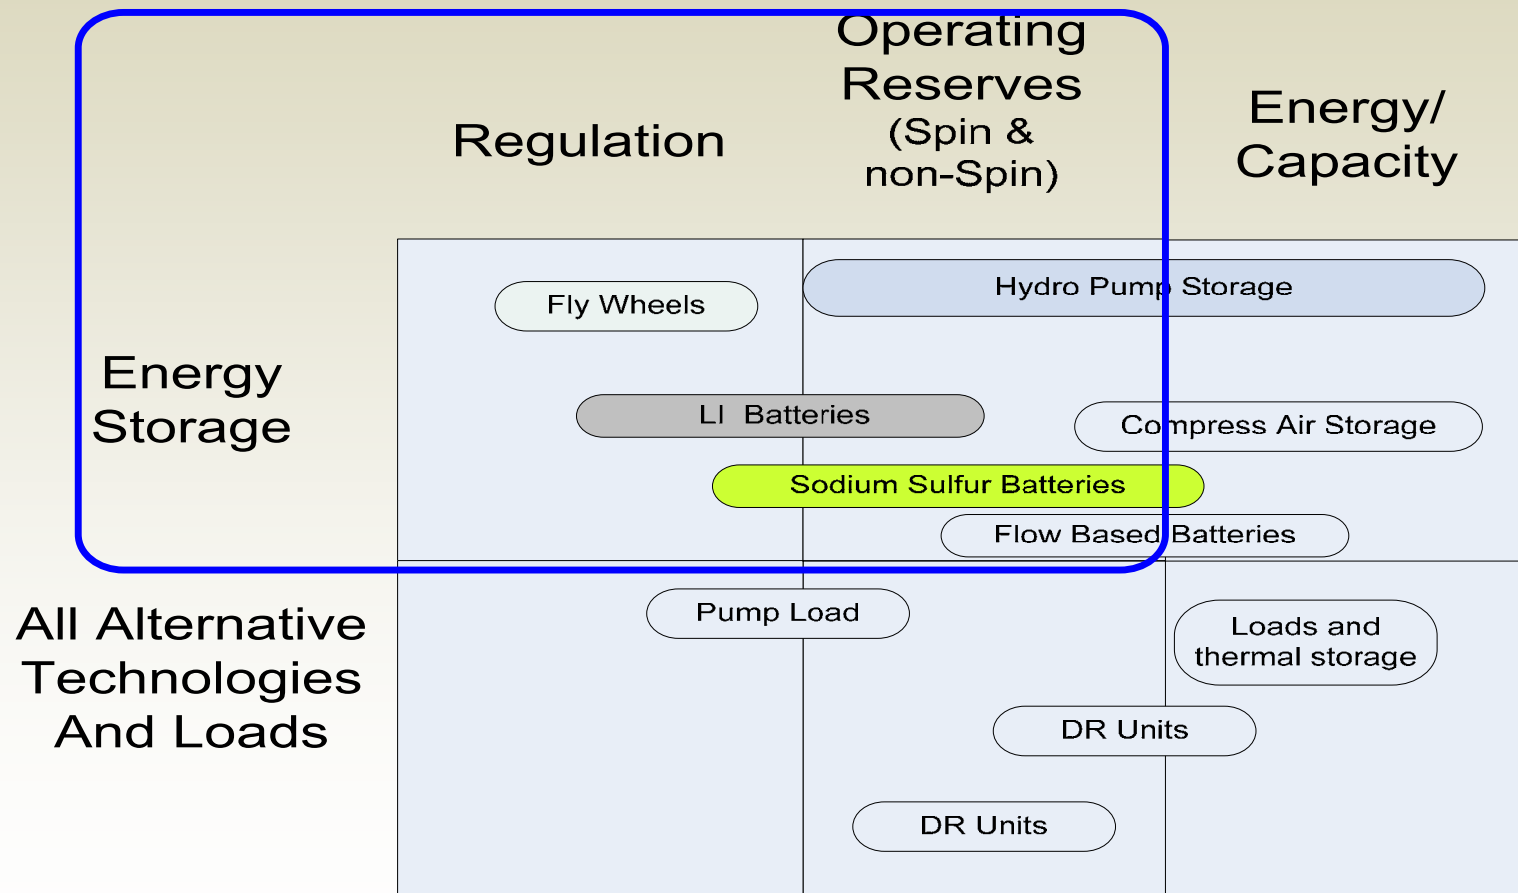 Operating
Reserves
(Spin &
non-Spin)
Regulation
Energy/
Capacity
Energy
Storage
Fly Wheels
Hydro Pump Storage
LI  Batteries
Compress Air Storage
Sodium Sulfur Batteries
Flow Based Batteries
All Alternative
Technologies
And Loads
Pump Load
Loads and
thermal storage
DR Units
DR Units